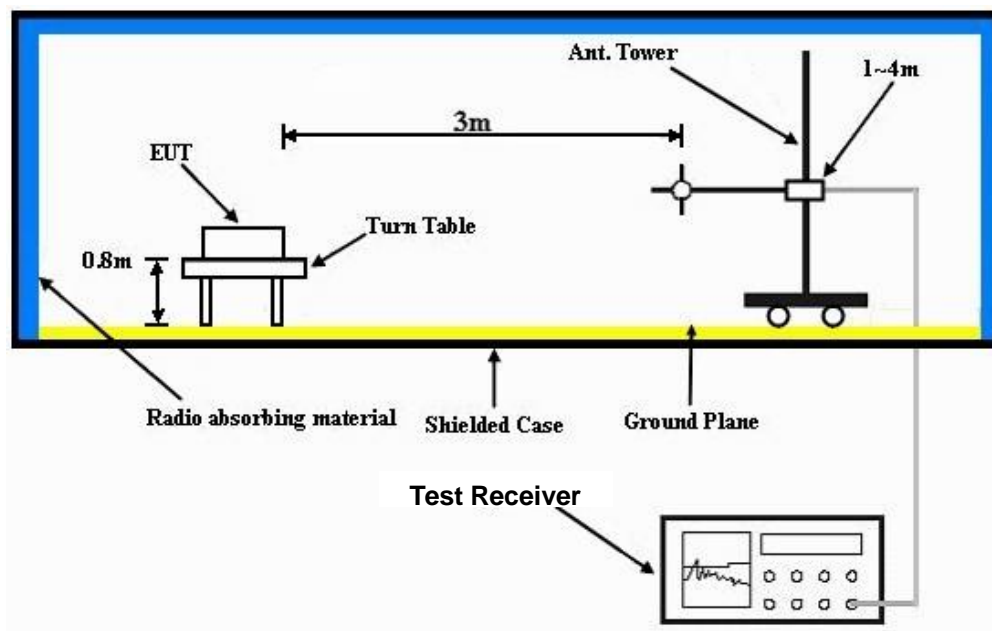 Ant. Tower
1~4m
3m
EUT
Turn Table
0.8m
Radio absorbing material
Shielded Case
Ground Plane
Test Receiver